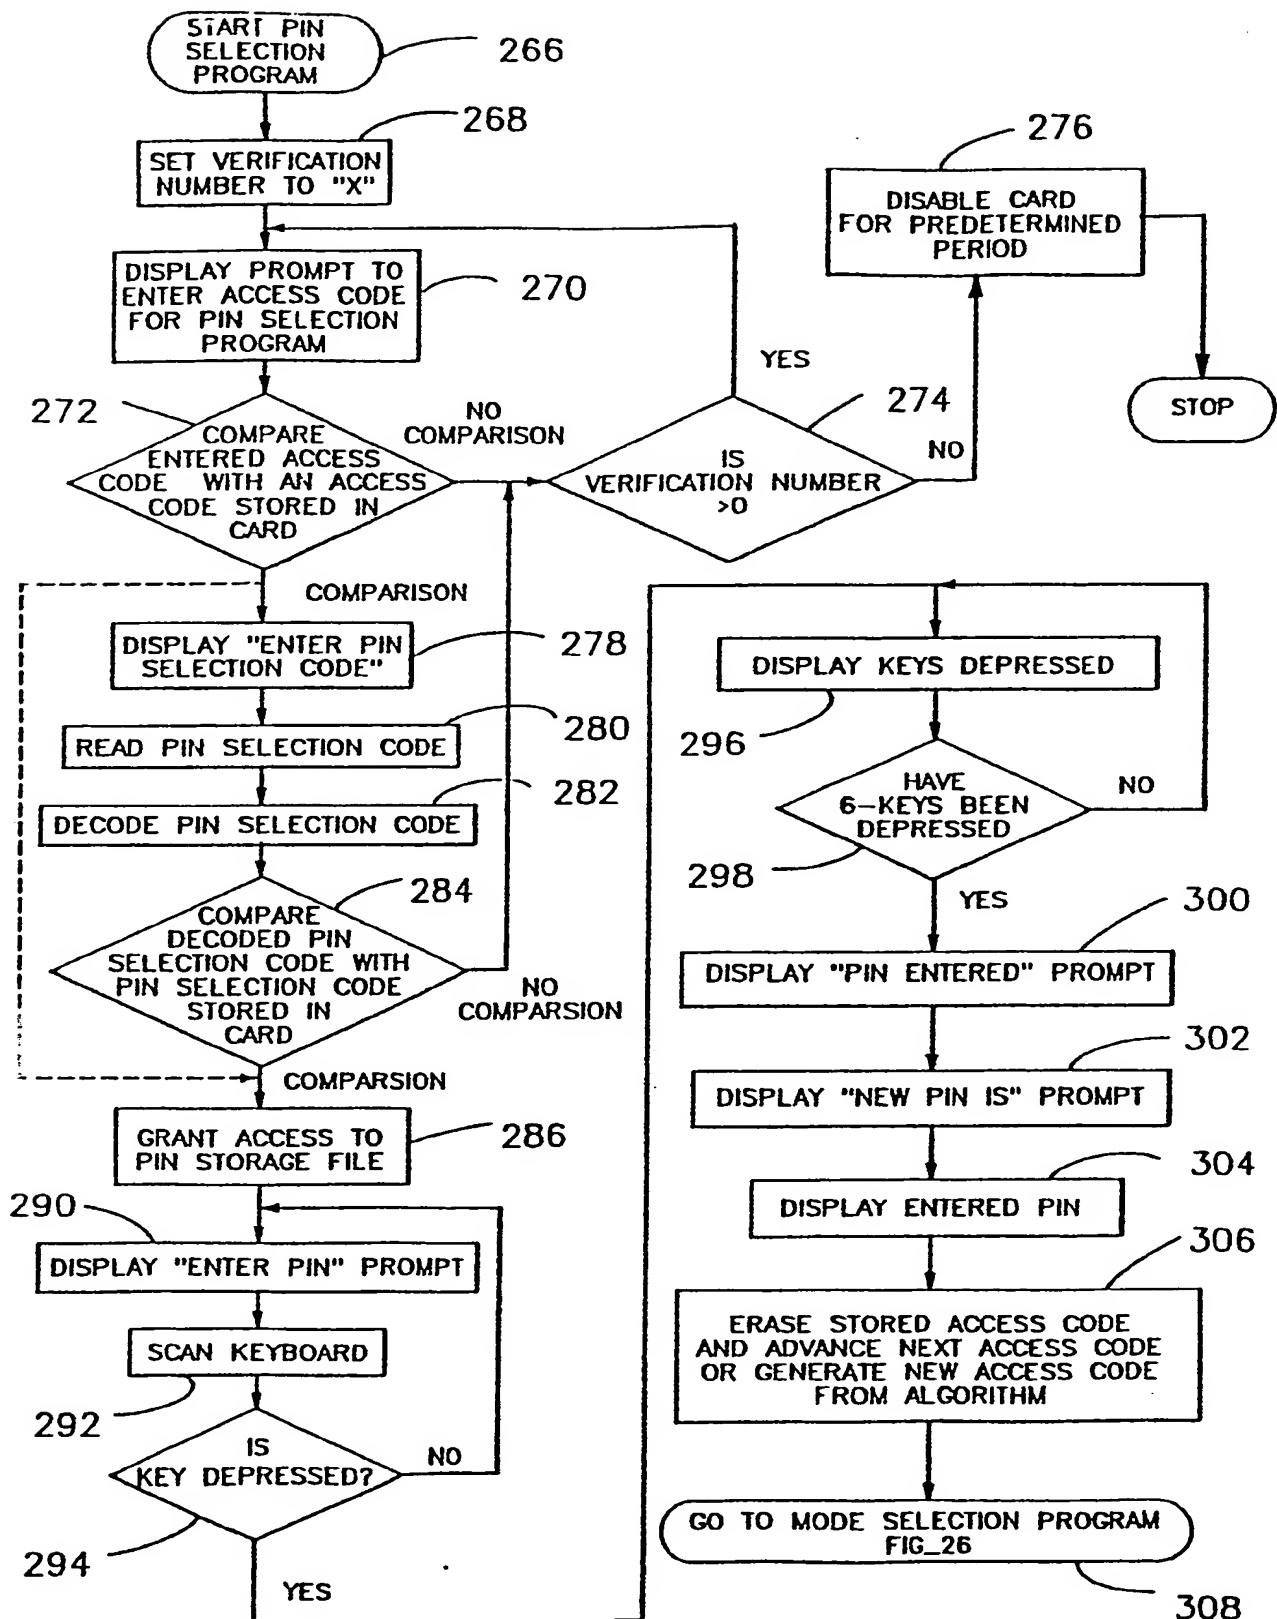 START PIN
SELECTION
PROGRAM
266
268
SET VERIFICATION
NUMBER TO "X"
276
DISABLE CARD
FOR PREDETERMINED
PERIOD
DISPLAY PROMPT TO
ENTER ACCESS CODE
FOR PIN SELECTION
PROGRAM
270
YES
STOP
272
COMPARE
ENTERED ACCESS
CODE WITH AN ACCESS
CODE STORED IN
CARD
NO
COMPARISON
274
IS
VERIFICATION NUMBER
>0
NO
COMPARISON
DISPLAY "ENTER PIN
SELECTION CODE"
278
READ PIN SELECTION CODE
280
DECODE PIN SELECTION CODE
282
284
COMPARE
DECODED PIN
SELECTION CODE WITH
PIN SELECTION CODE
STORED IN
CARD
NO
COMPARSION
COMPARSION
GRANT ACCESS TO
PIN STORAGE FILE
286
290
DISPLAY "ENTER PIN" PROMPT
SCAN KEYBOARD
292
IS
KEY DEPRESSED?
NO
294
YES
DISPLAY KEYS DEPRESSED
296
HAVE
6-KEYS BEEN
DEPRESSED
NO
298
YES
300
DISPLAY "PIN ENTERED" PROMPT
302
DISPLAY "NEW PIN IS" PROMPT
304
DISPLAY ENTERED PIN
306
ERASE STORED ACCESS CODE
AND ADVANCE NEXT ACCESS CODE
OR GENERATE NEW ACCESS CODE
FROM ALGORITHM
GO TO MODE SELECTION PROGRAM
FIG_26
308